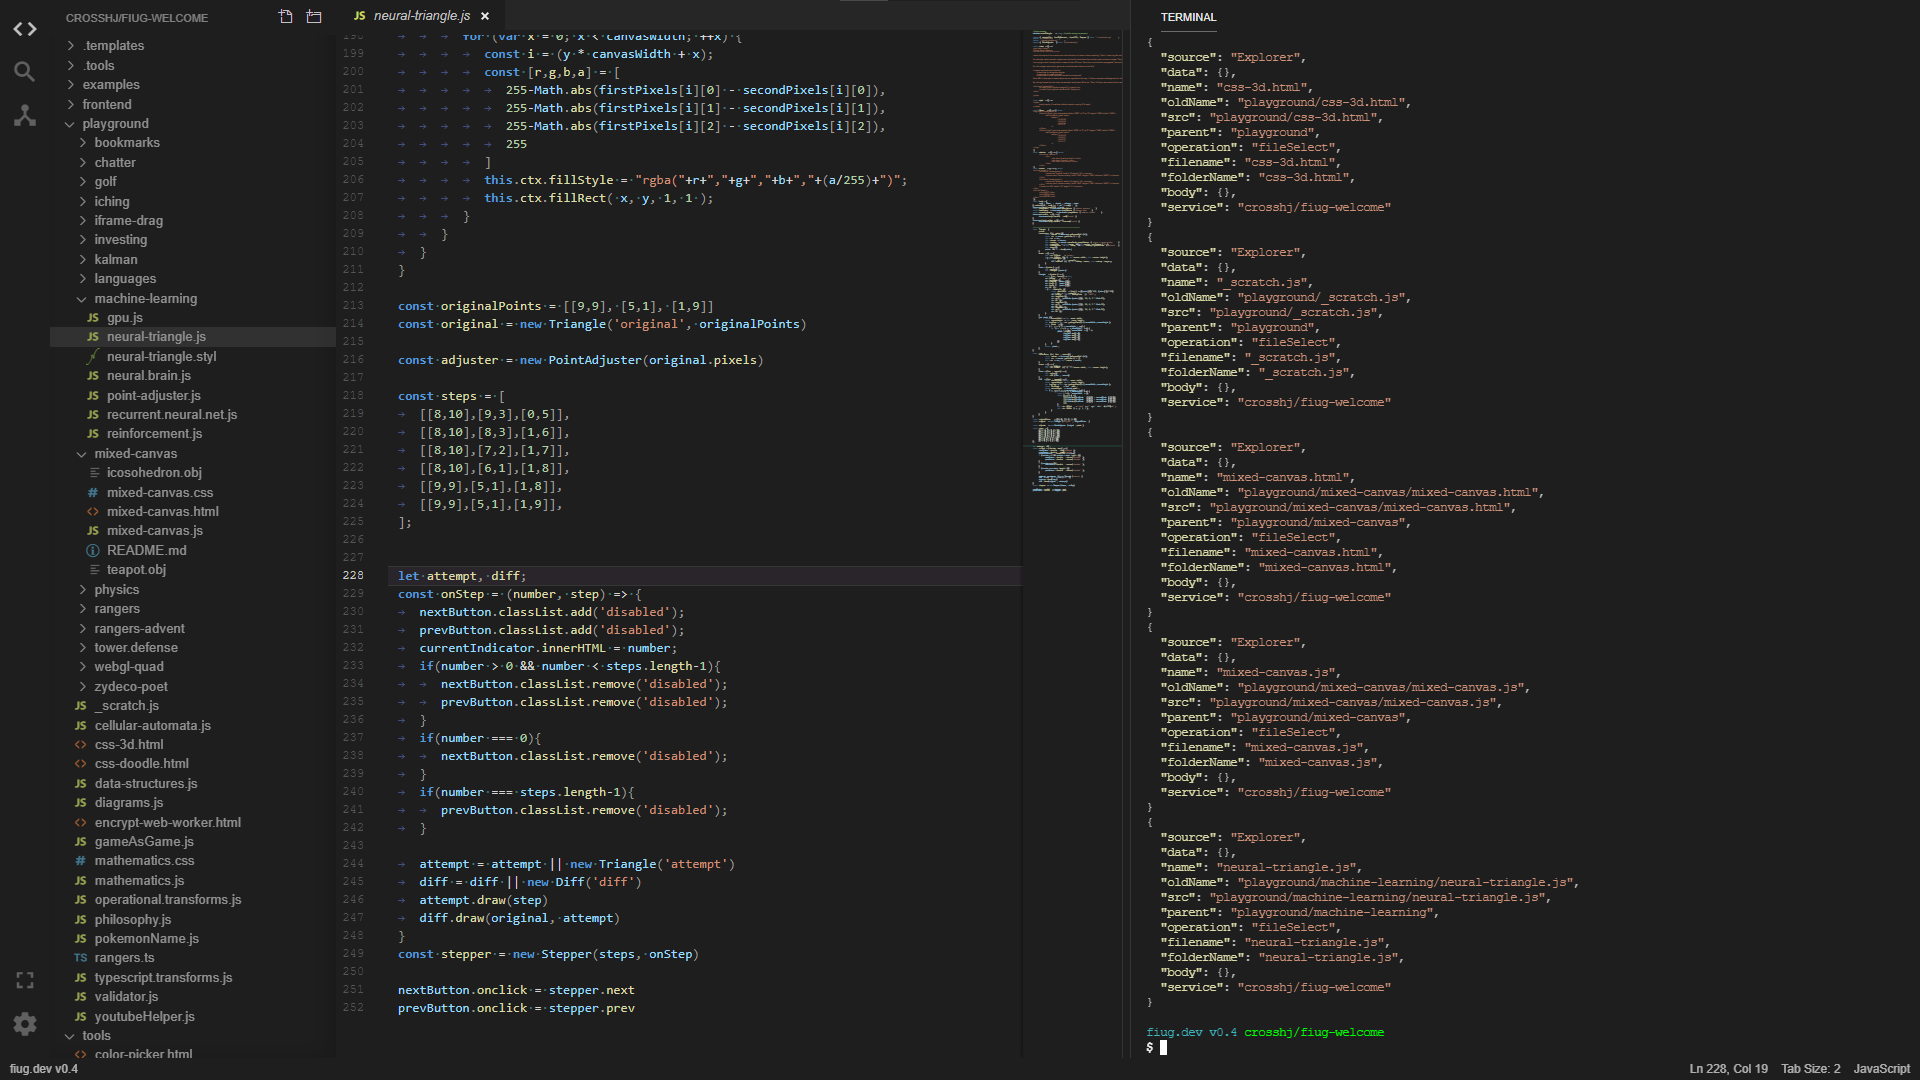 CROSSHJ/FIUG-WELCOME
.templates
.tools
examples
frontend
playground
bookmarks
chatter
golf
iching
iframe-drag
investing
kalman
languages
machine-learning
JS gpu.js
JS neural-triangle.js
neural-triangle.styl
JS neural.brain.js
JS point-adjuster.js
JS recurrent.neural.net.js
JS reinforcement.js
mixed-canvas
icosohedron.obj
# mixed-canvas.css
<> mixed-canvas.html
JS mixed-canvas.js
README.md
teapot.obj
physics
rangers
rangers-advent
tower.defense
webgl-quad
zydeco-poet
JS _scratch.js
JS cellular-automata.js
<> css-3d.html
<> css-doodle.html
JS data-structures.js
JS diagrams.js
<> encrypt-web-worker.html
JS gameAsGame.js
# mathematics.css
JS mathematics.js
JS operational.transforms.js
JS philosophy.js
JS pokemonName.js
TS rangers.ts
JS typescript.transforms.js
JS validator.js
JS youtubeHelper.js
tools
<> color-picker.html
JS neural-triangle.js ×
198 for (var x = 0; x < canvasWidth; ++x) {
199 const i = (y * canvasWidth + x);
200 const [r,g,b,a] = [
201 255-Math.abs(firstPixels[i][0] - secondPixels[i][0]),
202 255-Math.abs(firstPixels[i][1] - secondPixels[i][1]),
203 255-Math.abs(firstPixels[i][2] - secondPixels[i][2]),
204 255
205 ]
206 this.ctx.fillStyle = "rgba("+r+","+g+","+b+","+(a/255)+")";
207 this.ctx.fillRect( x, y, 1, 1 );
208 }
209 }
210 }
211 }
212
213 const originalPoints = [[9,9], [5,1], [1,9]]
214 const original = new Triangle('original', originalPoints)
215
216 const adjuster = new PointAdjuster(original.pixels)
217
218 const steps = [
219 [[8,10],[9,3],[0,5]],
220 [[8,10],[8,3],[1,6]],
221 [[8,10],[7,2],[1,7]],
222 [[8,10],[6,1],[1,8]],
223 [[9,9],[5,1],[1,8]],
224 [[9,9],[5,1],[1,9]],
225 ];
226
227
228 let attempt, diff;
229 const onStep = (number, step) => {
230 nextButton.classList.add('disabled');
231 prevButton.classList.add('disabled');
232 currentIndicator.innerHTML = number;
233 if(number > 0 && number < steps.length-1){
234 nextButton.classList.remove('disabled');
235 prevButton.classList.remove('disabled');
236 }
237 if(number === 0){
238 nextButton.classList.remove('disabled');
239 }
240 if(number === steps.length-1){
241 prevButton.classList.remove('disabled');
242 }
243
244 attempt = attempt || new Triangle('attempt')
245 diff = diff || new Diff('diff')
246 attempt.draw(step)
247 diff.draw(original, attempt)
248 }
249 const stepper = new Stepper(steps, onStep)
250
251 nextButton.onclick = stepper.next
252 prevButton.onclick = stepper.prev
TERMINAL
{
"source": "Explorer",
"data": {},
"name": "css-3d.html",
"oldName": "playground/css-3d.html",
"src": "playground/css-3d.html",
"parent": "playground",
"operation": "fileSelect",
"filename": "css-3d.html",
"folderName": "css-3d.html",
"body": {},
"service": "crosshj/fiug-welcome"
}
{
"source": "Explorer",
"data": {},
"name": "_scratch.js",
"oldName": "playground/_scratch.js",
"src": "playground/_scratch.js",
"parent": "playground",
"operation": "fileSelect",
"filename": "_scratch.js",
"folderName": "_scratch.js",
"body": {},
"service": "crosshj/fiug-welcome"
}
{
"source": "Explorer",
"data": {},
"name": "mixed-canvas.html",
"oldName": "playground/mixed-canvas/mixed-canvas.html",
"src": "playground/mixed-canvas/mixed-canvas.html",
"parent": "playground/mixed-canvas",
"operation": "fileSelect",
"filename": "mixed-canvas.html",
"folderName": "mixed-canvas.html",
"body": {},
"service": "crosshj/fiug-welcome"
}
{
"source": "Explorer",
"data": {},
"name": "mixed-canvas.js",
"oldName": "playground/mixed-canvas/mixed-canvas.js",
"src": "playground/mixed-canvas/mixed-canvas.js",
"parent": "playground/mixed-canvas",
"operation": "fileSelect",
"filename": "mixed-canvas.js",
"folderName": "mixed-canvas.js",
"body": {},
"service": "crosshj/fiug-welcome"
}
{
"source": "Explorer",
"data": {},
"name": "neural-triangle.js",
"oldName": "playground/machine-learning/neural-triangle.js",
"src": "playground/machine-learning/neural-triangle.js",
"parent": "playground/machine-learning",
"operation": "fileSelect",
"filename": "neural-triangle.js",
"folderName": "neural-triangle.js",
"body": {},
"service": "crosshj/fiug-welcome"
}
fiug.dev v0.4 crosshj/fiug-welcome
$
fiug.dev v0.4
Ln 228, Col 19 Tab Size: 2 JavaScript